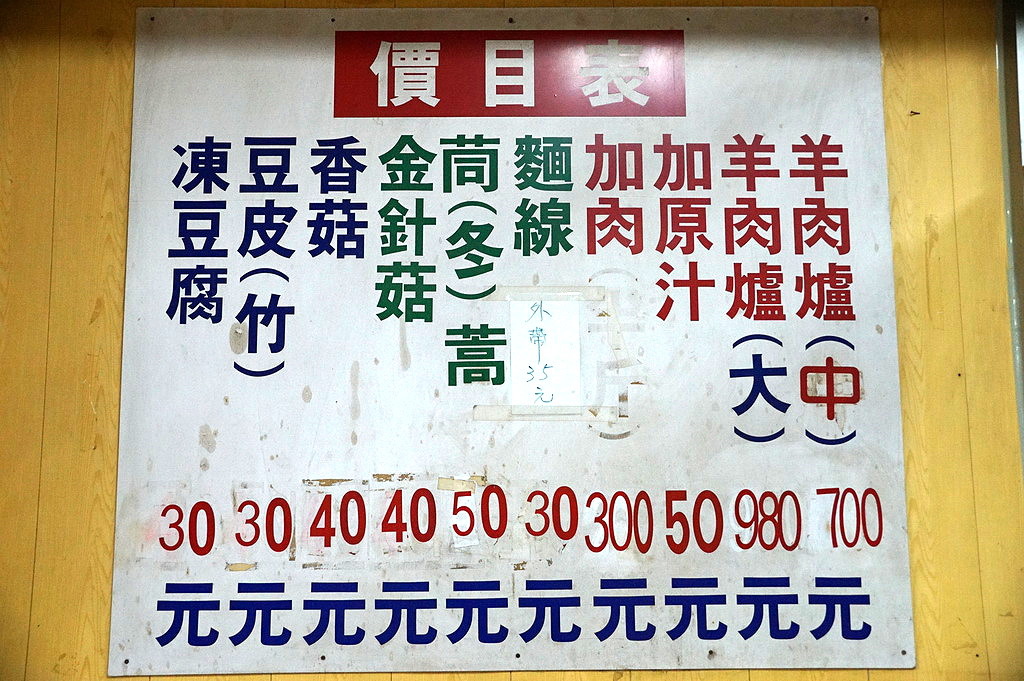 價目表
羊肉爐(中)700元
羊肉爐(大)980元
加原汁50元
加肉300元
麵線30元
外帶35元
茼(冬)蒿50元
金針菇40元
香菇40元
豆皮(竹)30元
凍豆腐30元